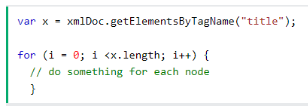 var x = xmlDoc.getElementsByTagName("title");
for (i = 0; i <x.length; i++) {
// do something for each node
}